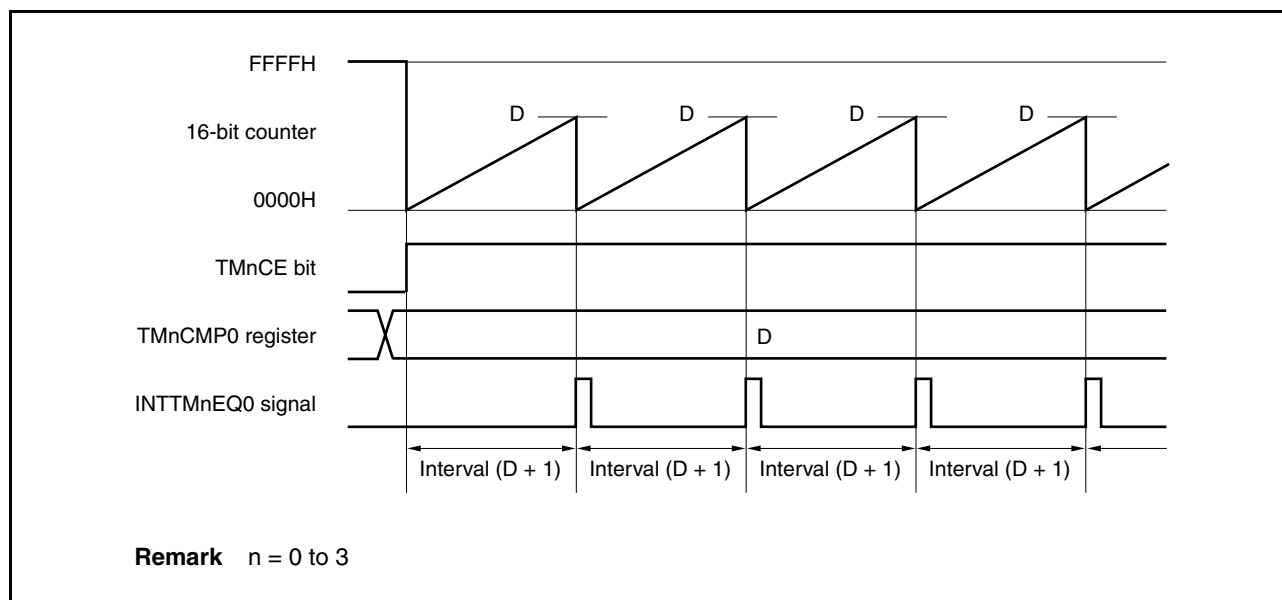 FFFFH
16-bit counter
D D D D
0000H
TMnCE bit
TMnCMP0 register
D
INTTMnEQ0 signal
Interval (D + 1) Interval (D + 1) Interval (D + 1) Interval (D + 1)
Remark n = 0 to 3